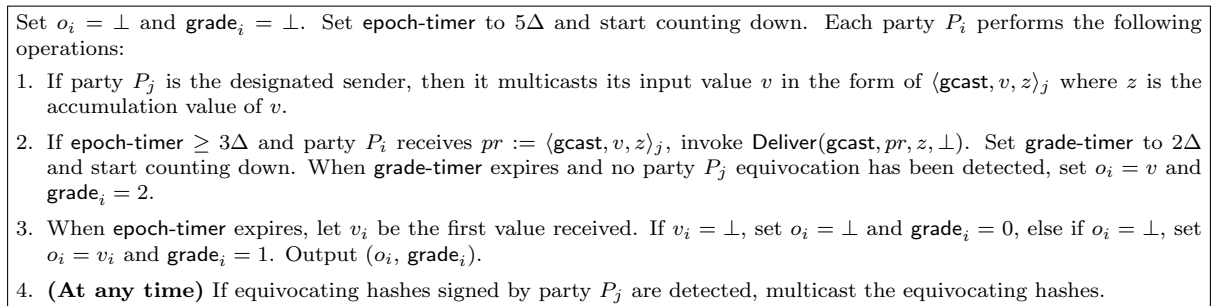 Set o_i = ⊥ and grade_i = ⊥. Set epoch-timer to 5Δ and start counting down. Each party P_i performs the following
operations:
1. If party P_j is the designated sender, then it multicasts its input value v in the form of ⟨gcast, v, z⟩_j where z is the
accumulation value of v.
2. If epoch-timer ≥ 3Δ and party P_i receives pr := ⟨gcast, v, z⟩_j, invoke Deliver(gcast, pr, z, ⊥). Set grade-timer to 2Δ
and start counting down. When grade-timer expires and no party P_j equivocation has been detected, set o_i = v and
grade_i = 2.
3. When epoch-timer expires, let v_i be the first value received. If v_i = ⊥, set o_i = ⊥ and grade_i = 0, else if o_i = ⊥, set
o_i = v_i and grade_i = 1. Output (o_i, grade_i).
4. (At any time) If equivocating hashes signed by party P_j are detected, multicast the equivocating hashes.